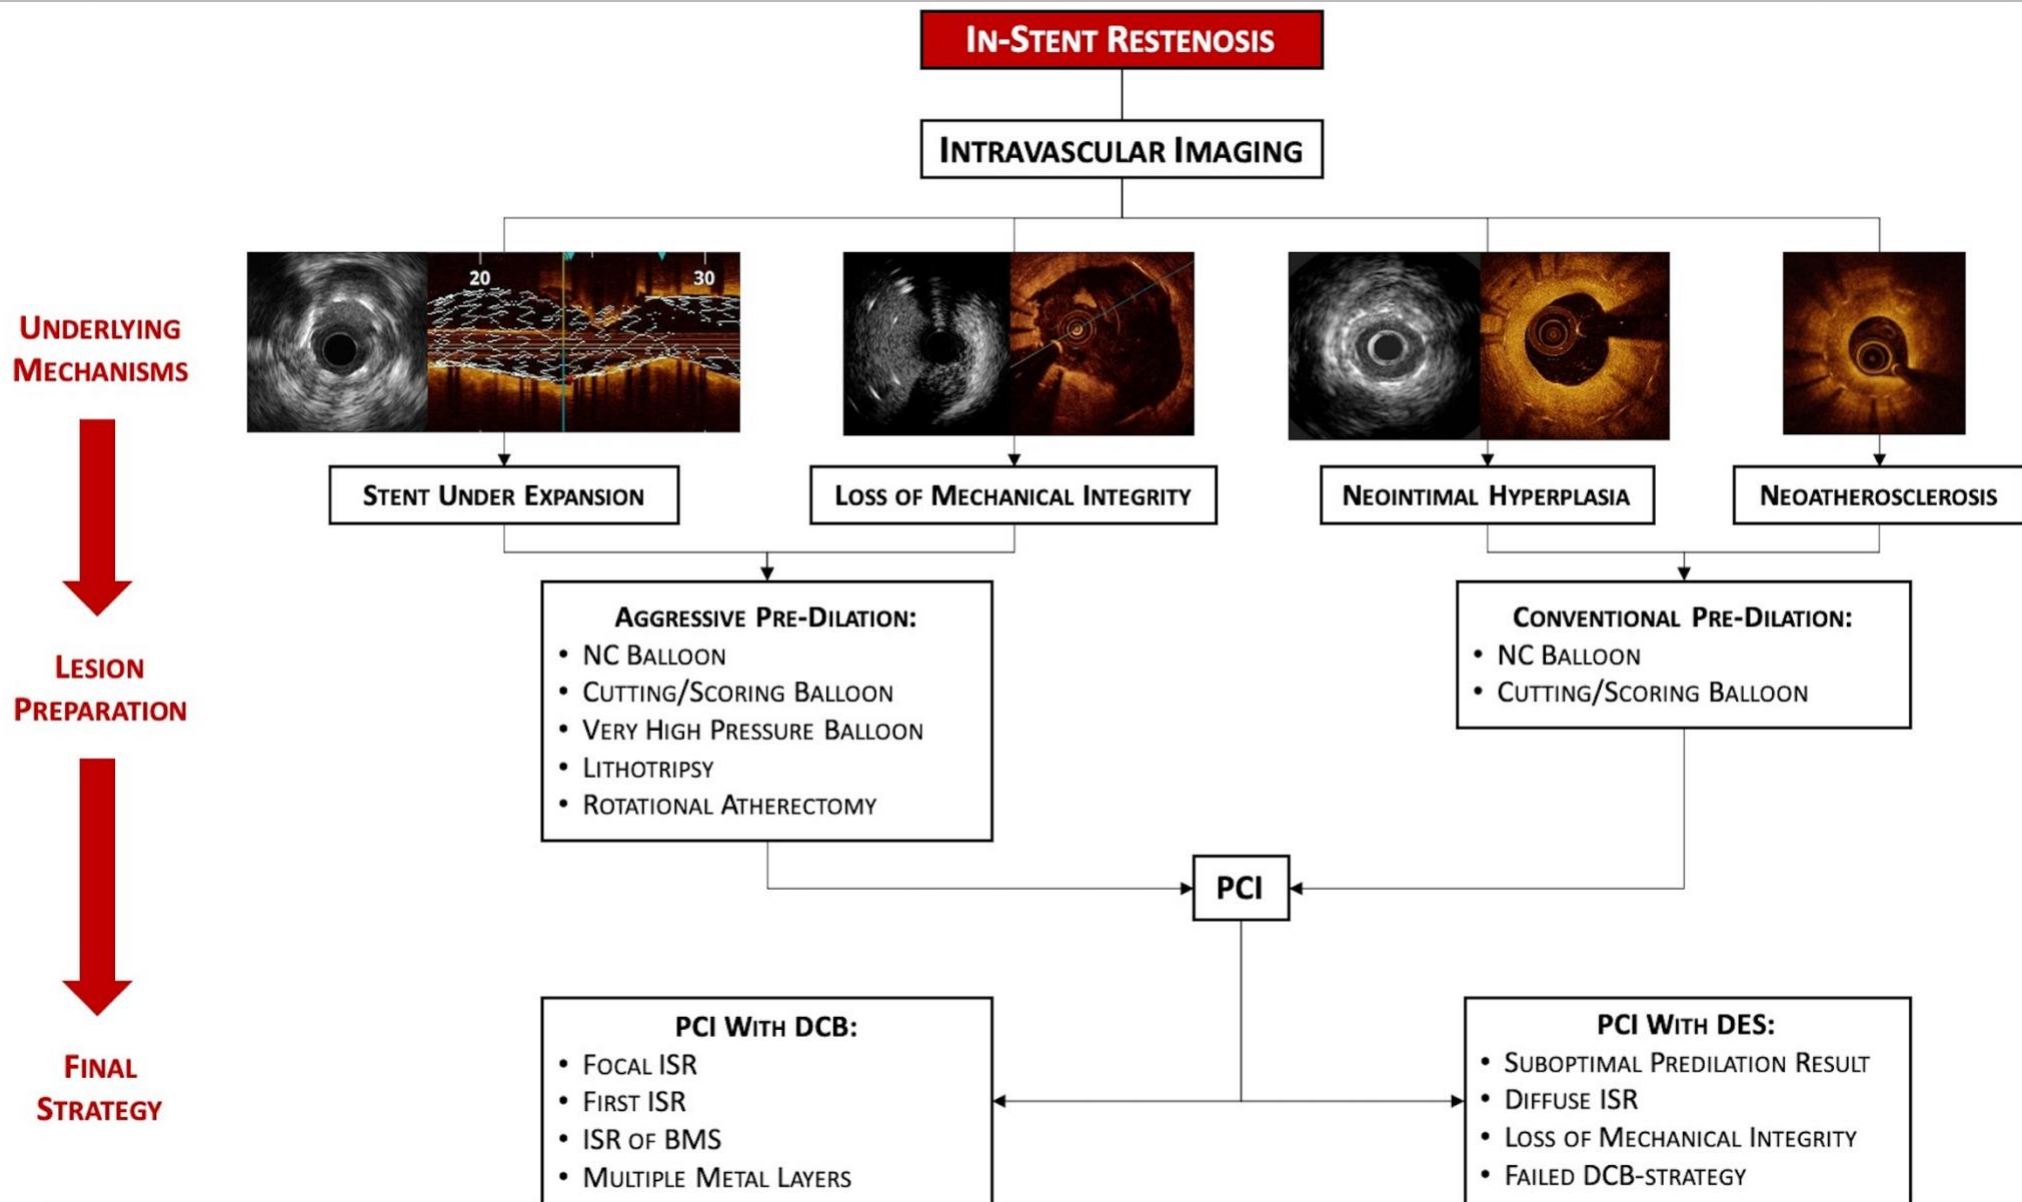 IN-STENT RESTENOSIS
INTRAVASCULAR IMAGING
20
30
UNDERLYING
MECHANISMS
STENT UNDER EXPANSION
LOSS OF MECHANICAL INTEGRITY
NEOINTIMAL HYPERPLASIA
NEOATHEROSCLEROSIS
LESION
PREPARATION
AGGRESSIVE PRE-DILATION:
• NC BALLOON
• CUTTING/SCORING BALLOON
• VERY HIGH PRESSURE BALLOON
• LITHOTRIPSY
• ROTATIONAL ATHERECTOMY
CONVENTIONAL PRE-DILATION:
• NC BALLOON
• CUTTING/SCORING BALLOON
PCI
FINAL
STRATEGY
PCI WITH DCB:
• FOCAL ISR
• FIRST ISR
• ISR OF BMS
• MULTIPLE METAL LAYERS
PCI WITH DES:
• SUBOPTIMAL PREDILATION RESULT
• DIFFUSE ISR
• LOSS OF MECHANICAL INTEGRITY
• FAILED DCB-STRATEGY